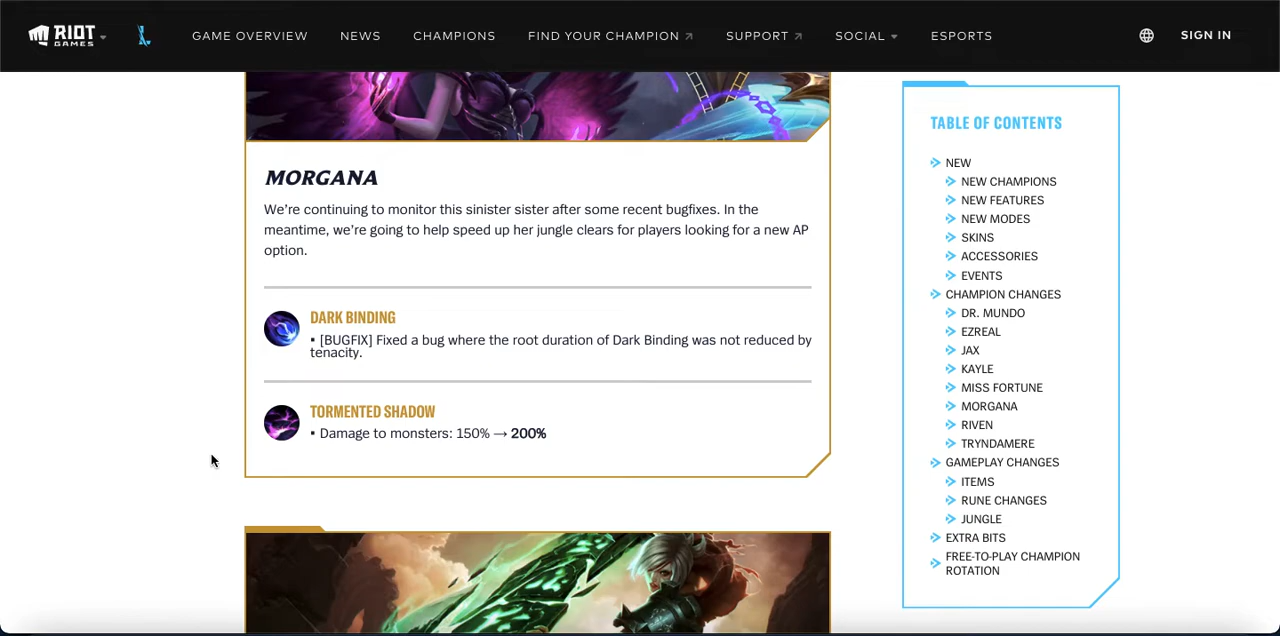 RIOT GAMES
GAME OVERVIEW NEWS CHAMPIONS FIND YOUR CHAMPION SUPPORT SOCIAL ESPORTS SIGN IN
MORGANA
We're continuing to monitor this sinister sister after some recent bugfixes. In the
meantime, we're going to help speed up her jungle clears for players looking for a new AP
option.
DARK BINDING
▪ [BUGFIX] Fixed a bug where the root duration of Dark Binding was not reduced by
tenacity.
TORMENTED SHADOW
▪ Damage to monsters: 150% → 200%
TABLE OF CONTENTS
NEW
NEW CHAMPIONS
NEW FEATURES
NEW MODES
SKINS
ACCESSORIES
EVENTS
CHAMPION CHANGES
DR. MUNDO
EZREAL
JAX
KAYLE
MISS FORTUNE
MORGANA
RIVEN
TRYNDAMERE
GAMEPLAY CHANGES
ITEMS
RUNE CHANGES
JUNGLE
EXTRA BITS
FREE-TO-PLAY CHAMPION
ROTATION